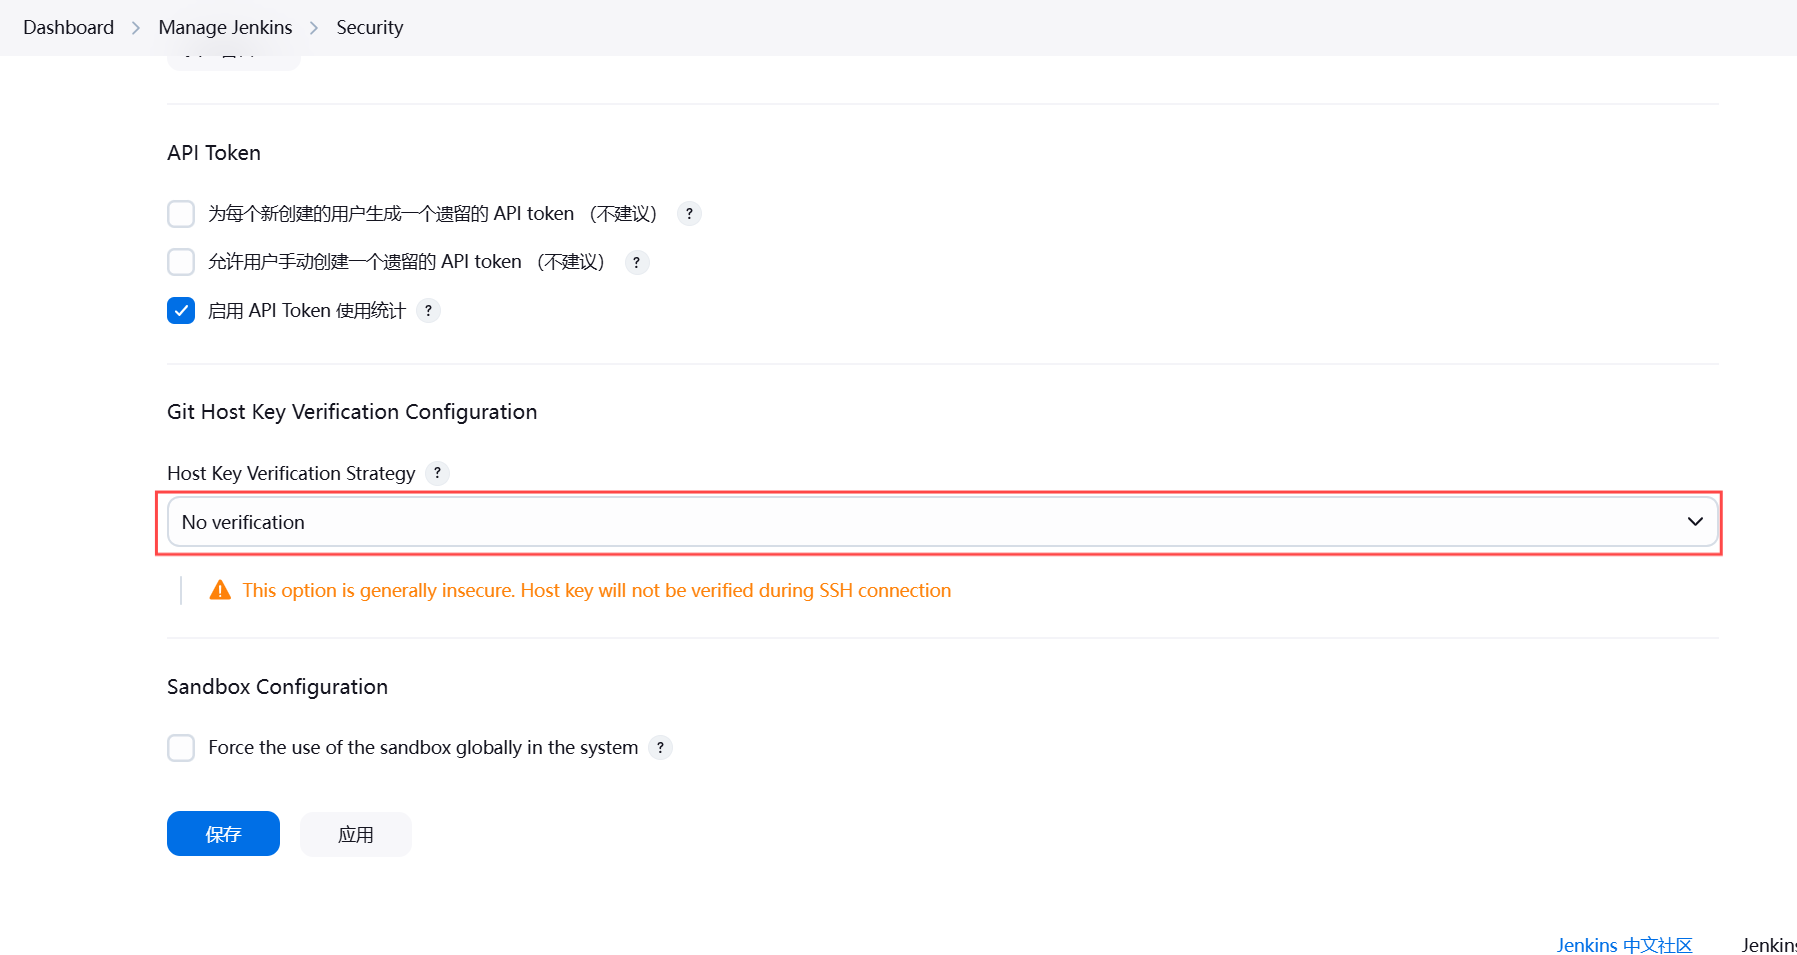 Dashboard > Manage Jenkins > Security
API Token
为每个新创建的用户生成一个遗留的 API token （不建议） ?
允许用户手动创建一个遗留的 API token （不建议） ?
启用 API Token 使用统计 ?
Git Host Key Verification Configuration
Host Key Verification Strategy ?
No verification
This option is generally insecure. Host key will not be verified during SSH connection
Sandbox Configuration
Force the use of the sandbox globally in the system ?
保存 应用
Jenkins 中文社区 Jenkins